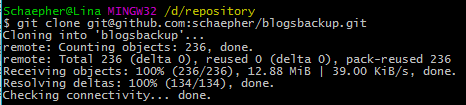 Schaepher@Lina MINGW32 /d/repository
$ git clone git@github.com:schaepher/blogsbackup.git
Cloning into 'blogsbackup'...
remote: Counting objects: 236, done.
remote: Total 236 (delta 0), reused 0 (delta 0), pack-reused 236
Receiving objects: 100% (236/236), 12.88 MiB | 39.00 KiB/s, done.
Resolving deltas: 100% (134/134), done.
Checking connectivity... done.